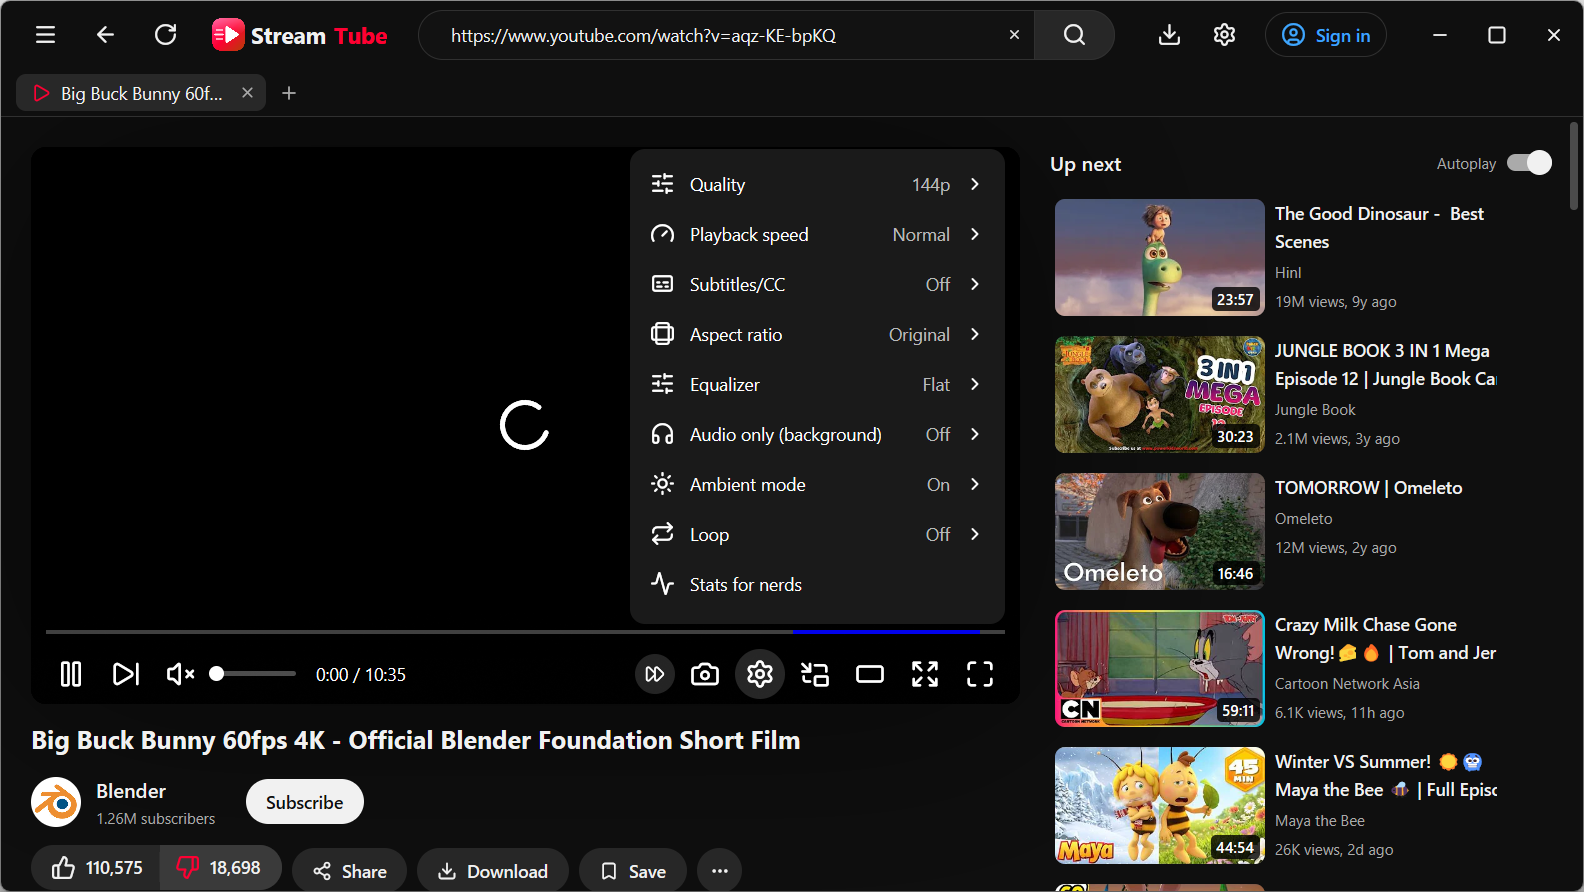 Stream Tube
https://www.youtube.com/watch?v=aqz-KE-bpKQ
Sign in
Big Buck Bunny 60f...
Quality 144p
Playback speed Normal
Subtitles/CC Off
Aspect ratio Original
Equalizer Flat
Audio only (background) Off
Ambient mode On
Loop Off
Stats for nerds
0:00 / 10:35
Big Buck Bunny 60fps 4K - Official Blender Foundation Short Film
Blender
1.26M subscribers
Subscribe
110,575
18,698
Share
Download
Save
Up next
Autoplay
23:57
The Good Dinosaur - Best
Scenes
Hinl
19M views, 9y ago
JUNGLE BOOK
3 IN 1
MEGA
EPISODE
30:23
JUNGLE BOOK 3 IN 1 Mega
Episode 12 | Jungle Book Ca
Jungle Book
2.1M views, 3y ago
Omeleto
16:46
TOMORROW | Omeleto
Omeleto
12M views, 2y ago
CN
CARTOON NETWORK
59:11
Crazy Milk Chase Gone
Wrong! 🧀🔥 | Tom and Jer
Cartoon Network Asia
6.1K views, 11h ago
45
MIN
Maya
44:54
Winter VS Summer! 
Maya the Bee 🐝 | Full Episo
Maya the Bee
26K views, 2d ago